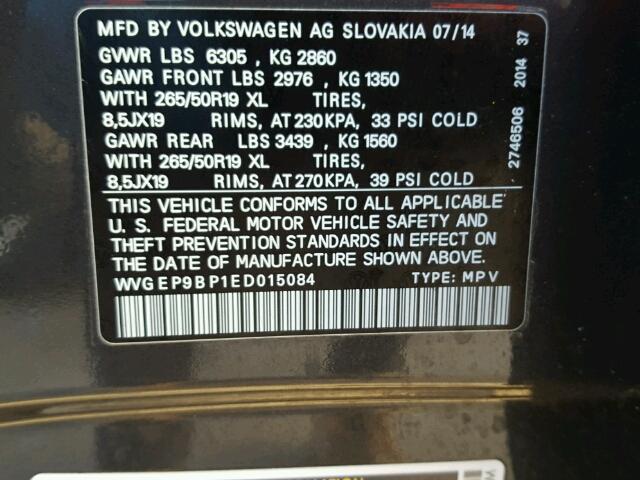 MFD BY VOLKSWAGEN AG SLOVAKIA 07/14
GVWR LBS 6305 , KG 2860
GAWR FRONT LBS 2976 , KG 1350
WITH 265/50R19 XL TIRES,
8,5JX19 RIMS, AT 230KPA, 33 PSI COLD
GAWR REAR LBS 3439 , KG 1560
WITH 265/50R19 XL TIRES,
8,5JX19 RIMS, AT 270KPA, 39 PSI COLD
THIS VEHICLE CONFORMS TO ALL APPLICABLE
U. S. FEDERAL MOTOR VEHICLE SAFETY AND
THEFT PREVENTION STANDARDS IN EFFECT ON
THE DATE OF MANUFACTURE SHOWN ABOVE.
WVGEP9BP1ED015084 TYPE: MPV
2746506 2014 37